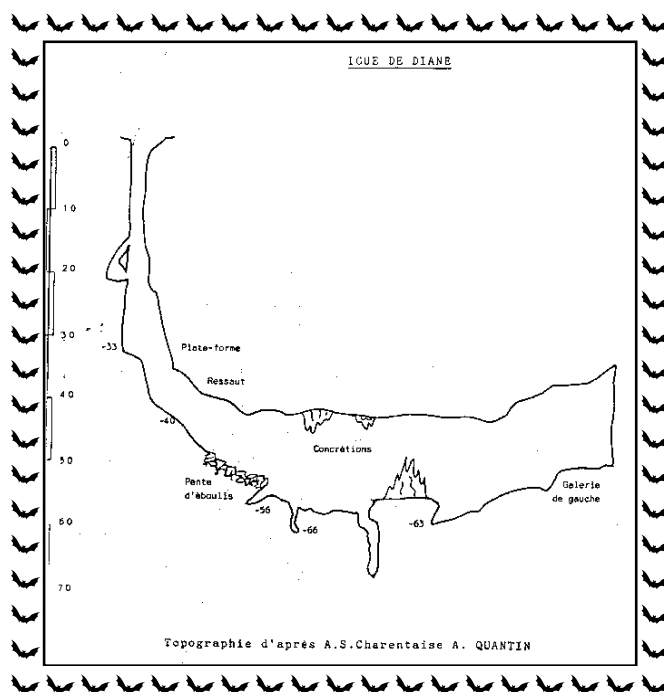 IGUE DE DIANE
0
10
20
30
-33
Plate-forme
Ressaut
40
-40
Concrétions
50
Pente
d'éboulis
Galerie
de gauche
-56
60
-66
-63
70
Topographie d'après A.S.Charentaise A. QUANTIN